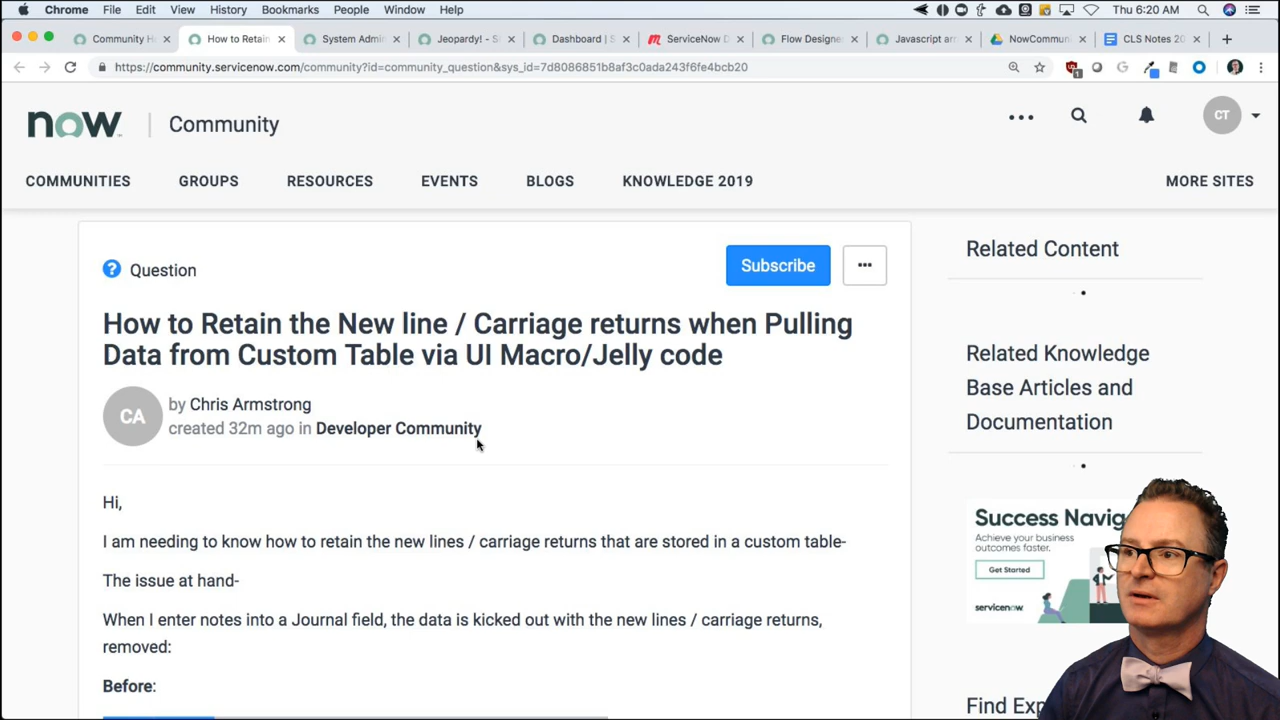 Chrome File Edit View History Bookmarks People Window Help Thu 6:20 AM
Community H How to Retain System Admi Jeopardy! - S Dashboard | S ServiceNow D Flow Designe Javascript ar NowCommun CLS Notes 20
https://community.servicenow.com/community?id=community_question&sys_id=7d8086851b8af3c0ada243f6fe4bcb20
1
now Community CT
COMMUNITIES GROUPS RESOURCES EVENTS BLOGS KNOWLEDGE 2019 MORE SITES
Question
Subscribe
How to Retain the New line / Carriage returns when Pulling
Data from Custom Table via UI Macro/Jelly code
CA
by Chris Armstrong
created 32m ago in Developer Community
Hi,
I am needing to know how to retain the new lines / carriage returns that are stored in a custom table-
The issue at hand-
When I enter notes into a Journal field, the data is kicked out with the new lines / carriage returns,
removed:
Before:
Related Content
Related Knowledge
Base Articles and
Documentation
Success Navig
Achieve your business
outcomes faster.
Get Started
servicenow
Find Exp